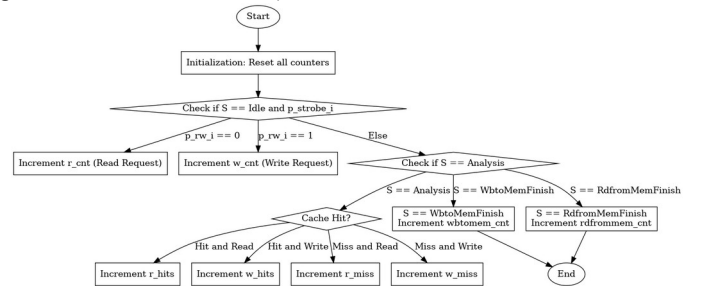 Start
Initialization: Reset all counters
Check if S == Idle and p_strobe_i
p_rw_i == 0
p_rw_i == 1
Else
Increment r_cnt (Read Request)
Increment w_cnt (Write Request)
Check if S == Analysis
S == Analysis
S == WbtoMemFinish
S == RdfromMemFinish
Cache Hit?
S == WbtoMemFinish
Increment wbtomem_cnt
S == RdfromMemFinish
Increment rdfrommem_cnt
Hit and Read
Hit and Write
Miss and Read
Miss and Write
Increment r_hits
Increment w_hits
Increment r_miss
Increment w_miss
End